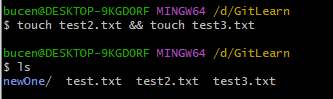 bucen@DESKTOP-9KGDORF MINGW64 /d/GitLearn
$ touch test2.txt && touch test3.txt
bucen@DESKTOP-9KGDORF MINGW64 /d/GitLearn
$ ls
newOne/  test.txt  test2.txt  test3.txt